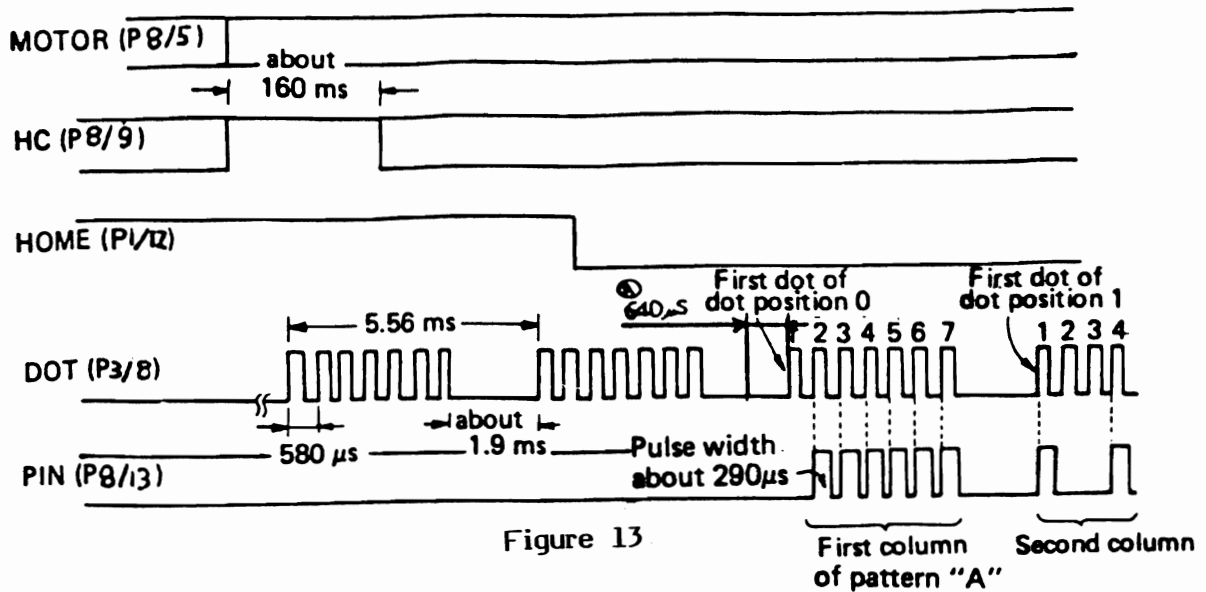 MOTOR (P8/5)
about
160 ms
HC (P8/9)
HOME (P1/12)
First dot of
dot position 0
First dot of
dot position 1
640µS
5.56 ms
1 2 3 4 5 6 7
1 2 3 4
DOT (P3/8)
about
1.9 ms
580 µs
Pulse width
about 290µs
PIN (P8/13)
Figure 13
First column
of pattern "A"
Second column